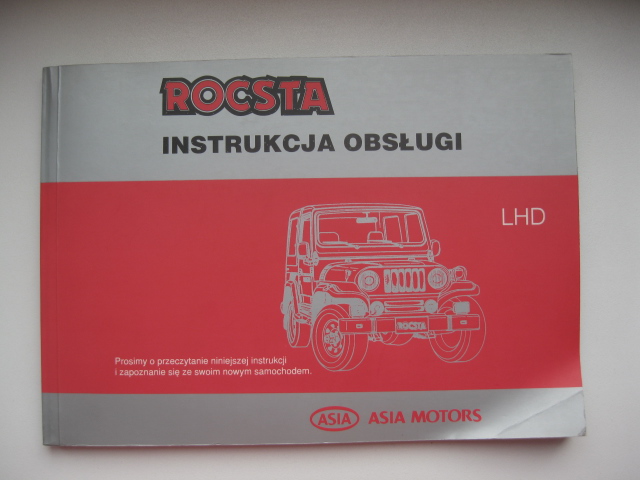 ROCSTA
INSTRUKCJA OBSŁUGI
LHD
ROCSTA
Prosimy o przeczytanie niniejszej instrukcji
i zapoznanie się ze swoim nowym samochodem.
ASIA ASIA MOTORS